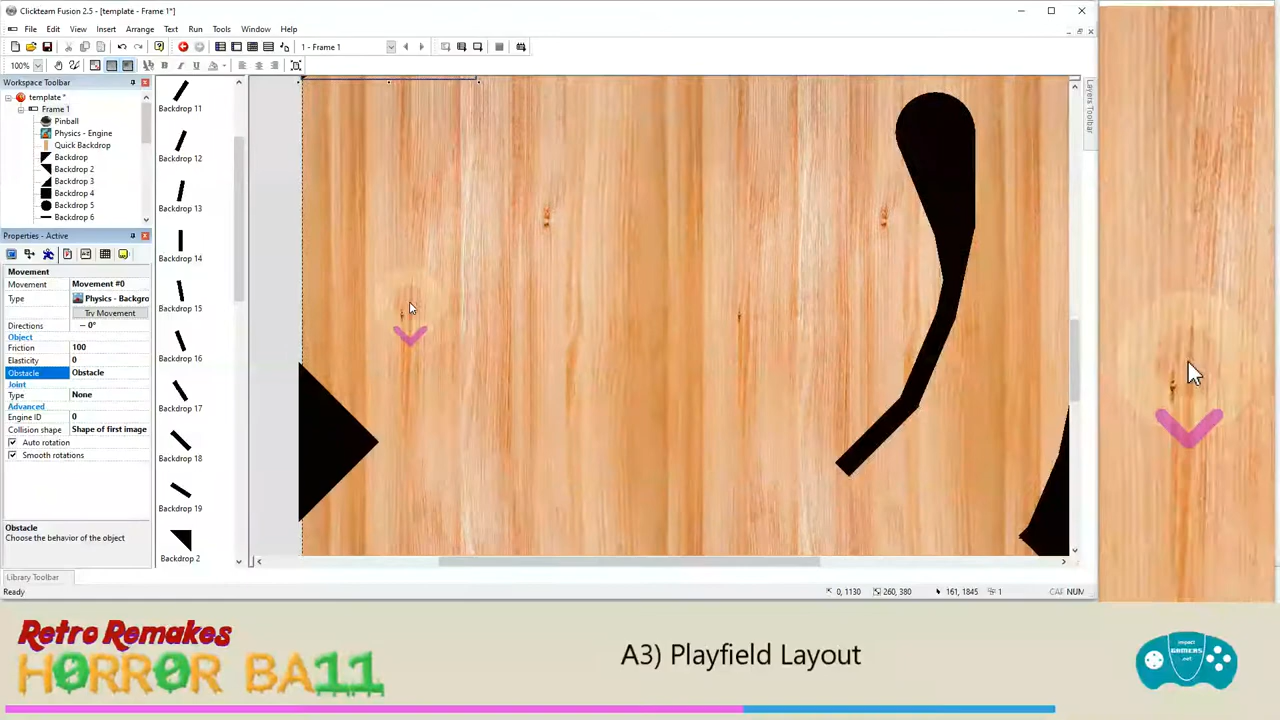 Clickteam Fusion 2.5 - [template - Frame 1*]
File Edit View Insert Arrange Text Run Tools Window Help
1 - Frame 1
100%
Workspace Toolbar
template *
Frame 1
Pinball
Physics - Engine
Quick Backdrop
Backdrop
Backdrop 2
Backdrop 3
Backdrop 4
Backdrop 5
Backdrop 6
Properties - Active
Movement
Movement Movement #0
Type Physics - Backgro
Try Movement
Directions 0°
Object
Friction 100
Elasticity 0
Obstacle Obstacle
Joint
Type None
Advanced
Engine ID 0
Collision shape Shape of first image
Auto rotation
Smooth rotations
Obstacle
Choose the behavior of the object
Backdrop 11
Backdrop 12
Backdrop 13
Backdrop 14
Backdrop 15
Backdrop 16
Backdrop 17
Backdrop 18
Backdrop 19
Backdrop 2
Layers Toolbar
Library Toolbar
Ready
0, 1130 260, 380 161, 1845 1 NUM
Retro Remakes
HORROR BA11
A3) Playfield Layout
impact
GAMERS
.net